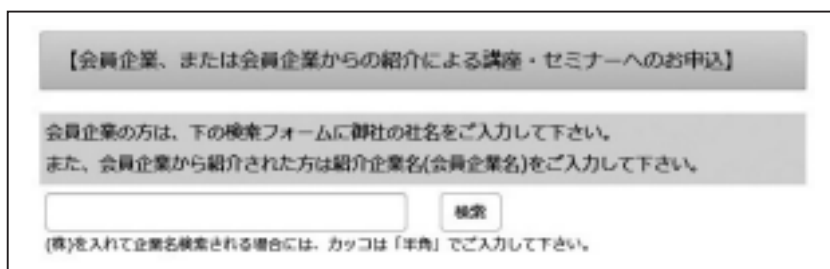 【会員企業、または会員企業からの紹介による講座・セミナーへのお申込】
会員企業の方は、下の検索フォームに御社の社名をご入力して下さい。
また、会員企業から紹介された方は紹介企業名(会員企業名)をご入力して下さい。
検索
(株)を入れて企業名検索される場合には、カッコは「半角」でご入力して下さい。